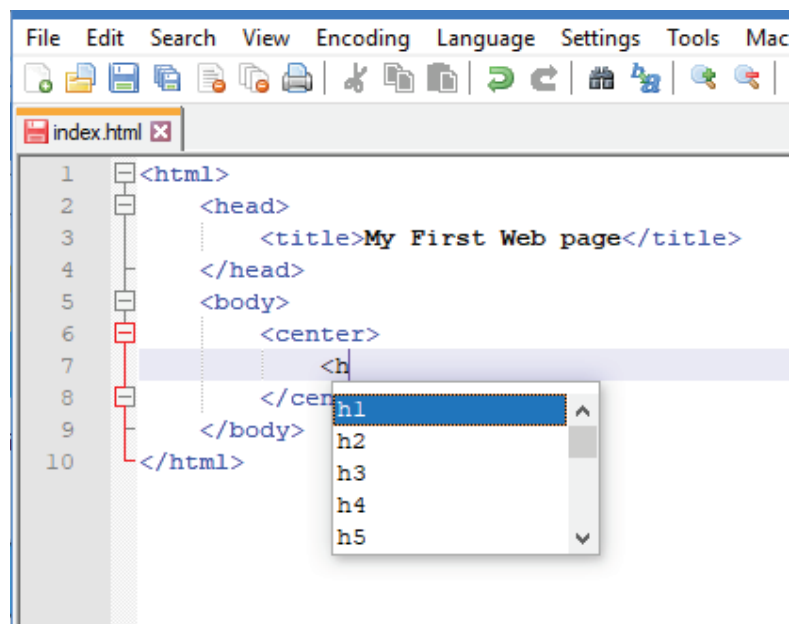 File Edit Search View Encoding Language Settings Tools Mac
index.html
1 <html>
2 <head>
3 <title>My First Web page</title>
4 </head>
5 <body>
6 <center>
7 <h
8 </cen
h1
9 </body>
h2
10 </html>
h3
h4
h5